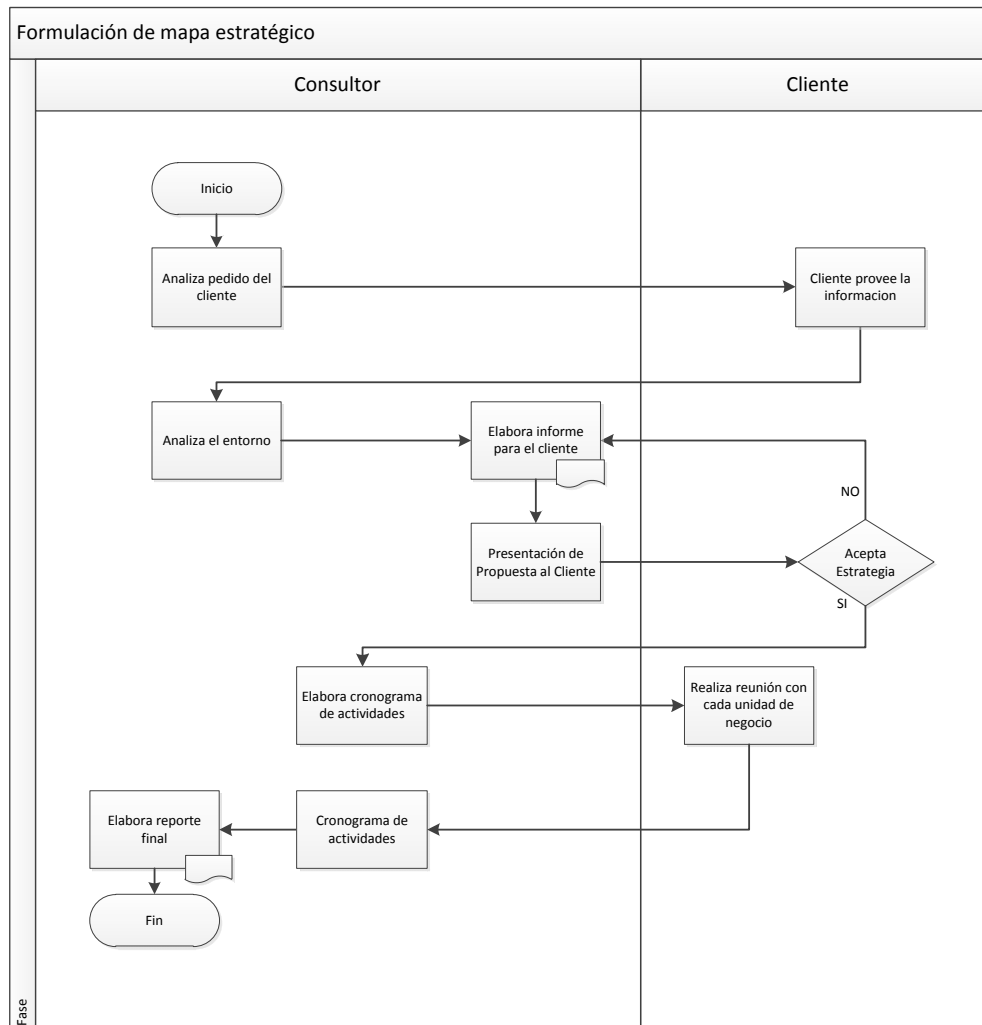 Formulación de mapa estratégico
Consultor
Cliente
Inicio
Analiza pedido del
cliente
Cliente provee la
informacion
Analiza el entorno
Elabora informe
para el cliente
NO
Presentación de
Propuesta al Cliente
Acepta
Estrategia
SI
Elabora cronograma
de actividades
Realiza reunión con
cada unidad de
negocio
Elabora reporte
final
Cronograma de
actividades
Fin
Fase